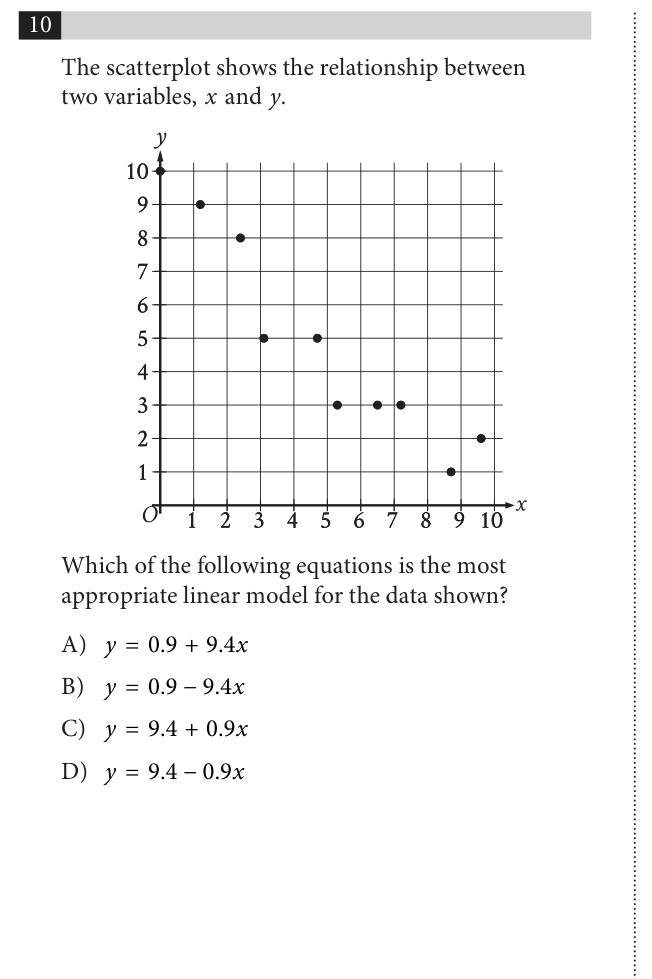 10
The scatterplot shows the relationship between
two variables, x and y.
y
10
9
8
7
6
5
4
3
2
1
O
1 2 3 4 5 6 7 8 9 10
x
Which of the following equations is the most
appropriate linear model for the data shown?
A) y = 0.9 + 9.4x
B) y = 0.9 − 9.4x
C) y = 9.4 + 0.9x
D) y = 9.4 − 0.9x